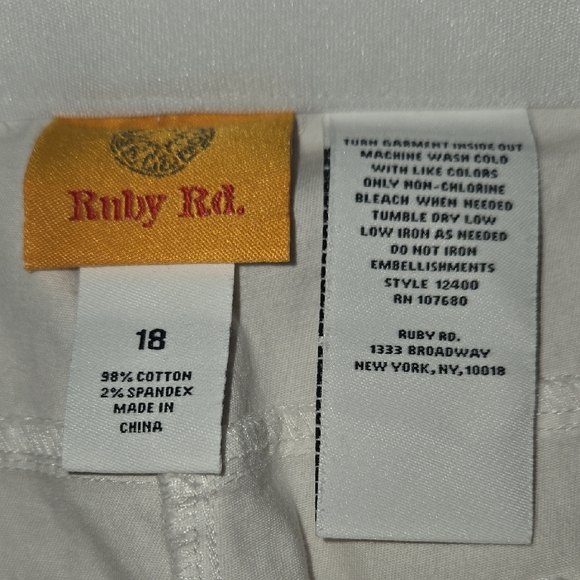 Ruby Rd.
18
98% COTTON
2% SPANDEX
MADE IN
CHINA
TURN GARMENT INSIDE OUT
MACHINE WASH COLD
WITH LIKE COLORS
ONLY NON-CHLORINE
BLEACH WHEN NEEDED
TUMBLE DRY LOW
LOW IRON AS NEEDED
DO NOT IRON
EMBELLISHMENTS
STYLE 12400
RN 107680
RUBY RD.
1333 BROADWAY
NEW YORK, NY, 10018